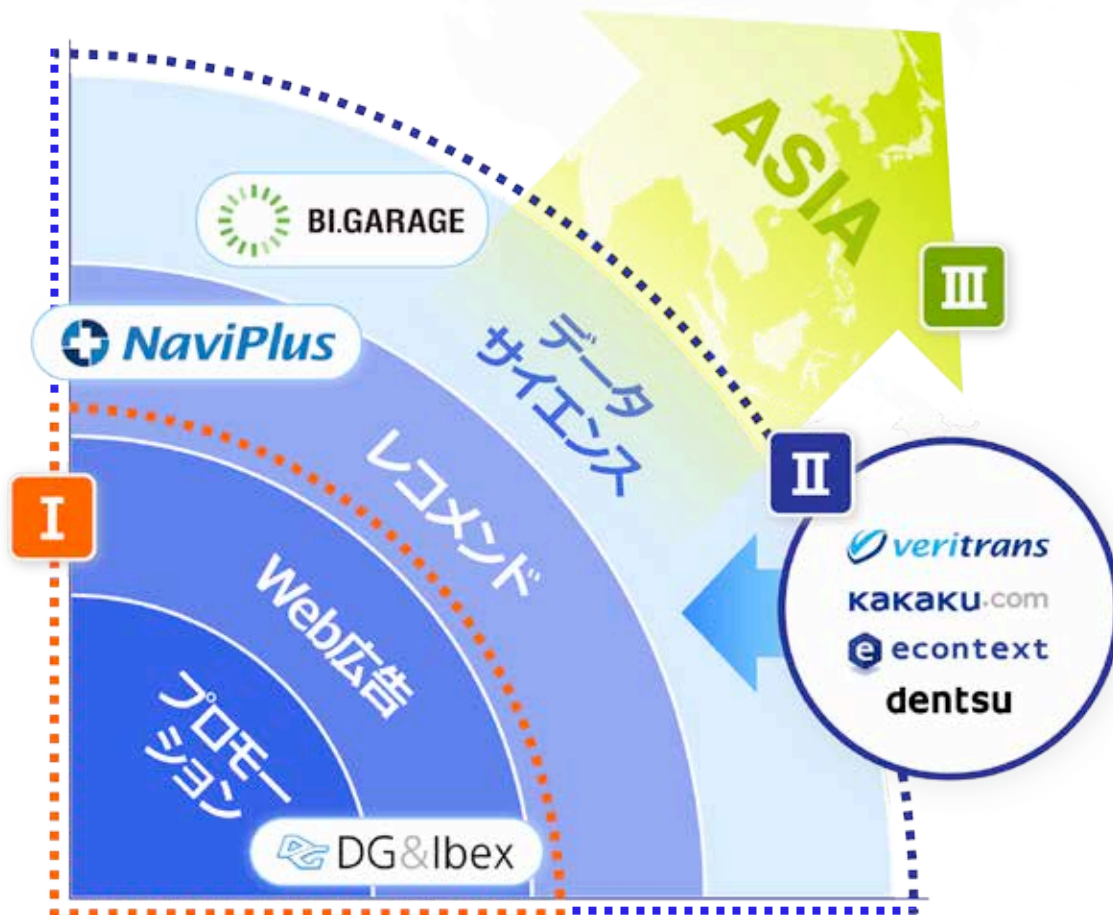 ASIA
BI.GARAGE
III
NaviPlus
データ
サイエンス
レコメンド
II
I
veritrans
Web広告
kakaku.com
econtext
dentsu
プロモー
ション
DG&Ibex